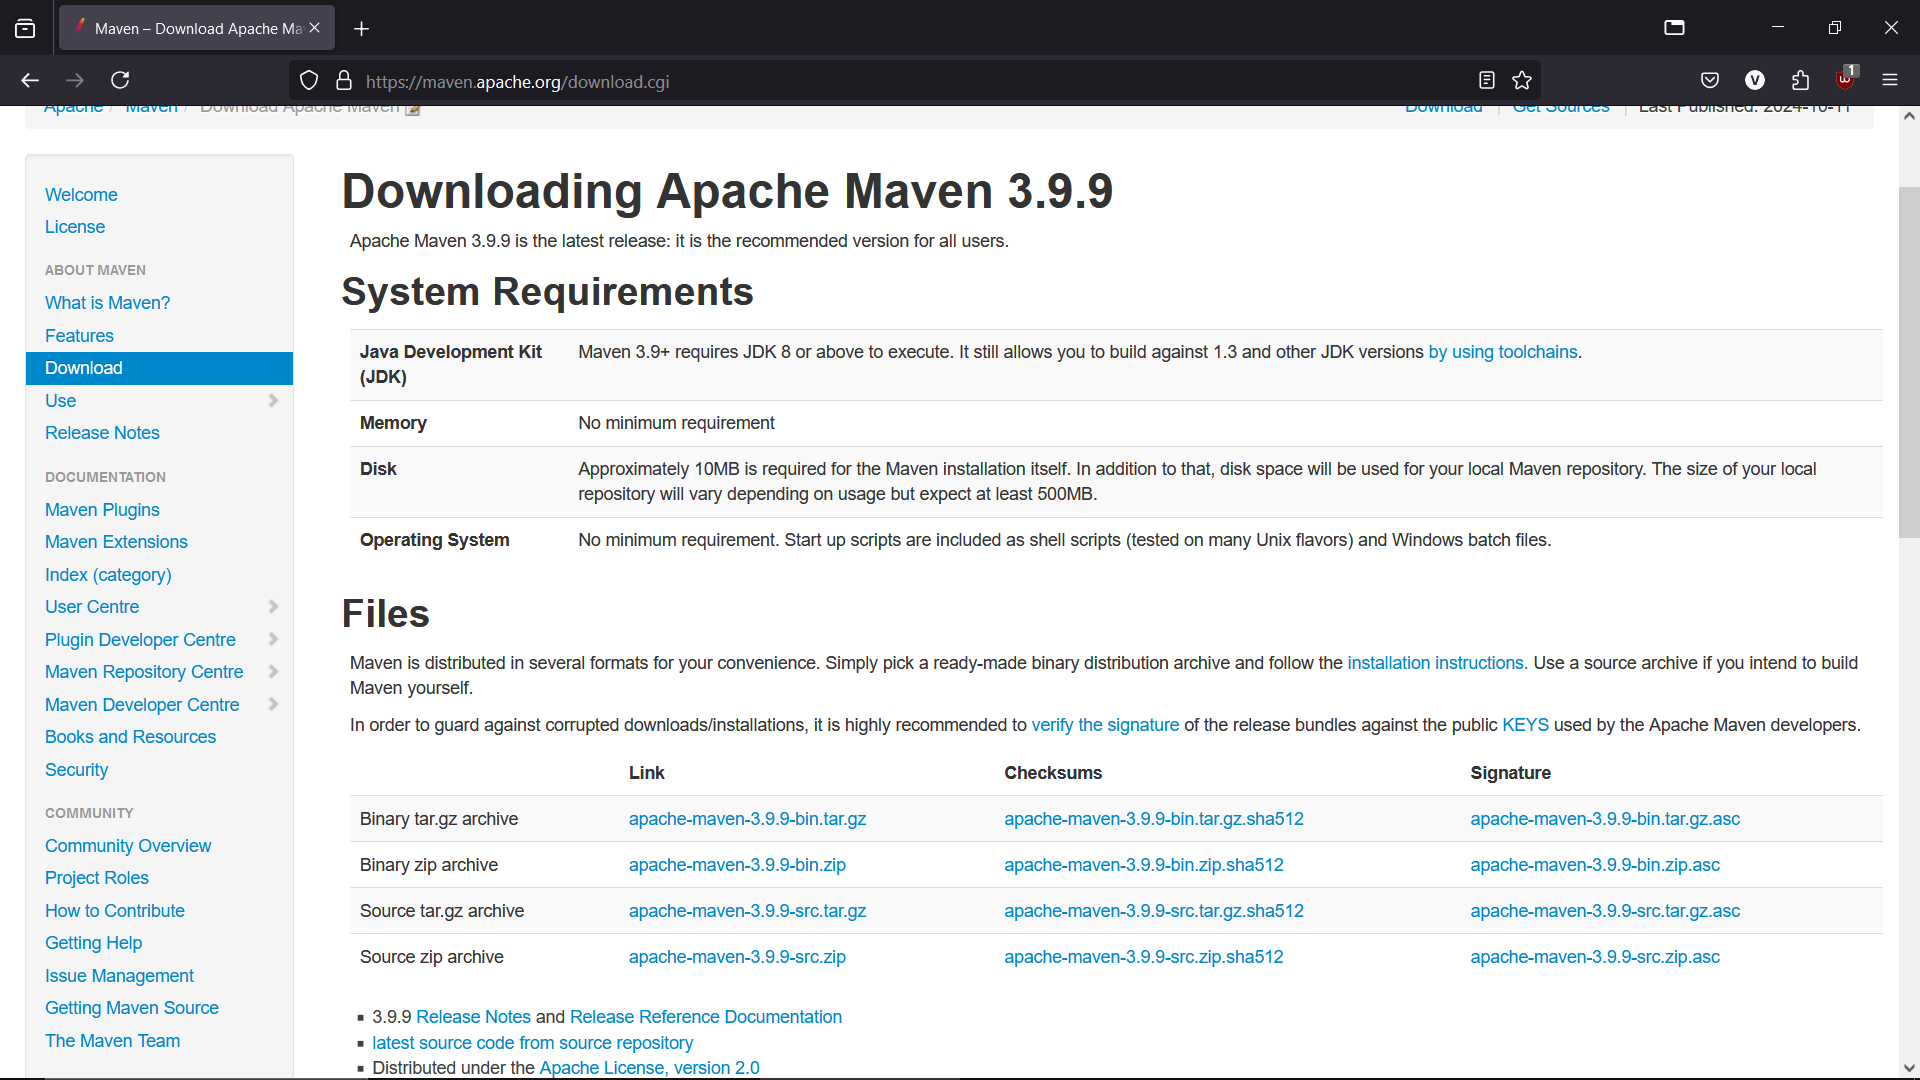 Maven – Download Apache Ma
https://maven.apache.org/download.cgi
1
Apache / Maven / Download Apache Maven
Download | Get Sources | Last Published: 2024-10-11
Welcome
License
ABOUT MAVEN
What is Maven?
Features
Download
Use
Release Notes
DOCUMENTATION
Maven Plugins
Maven Extensions
Index (category)
User Centre
Plugin Developer Centre
Maven Repository Centre
Maven Developer Centre
Books and Resources
Security
COMMUNITY
Community Overview
Project Roles
How to Contribute
Getting Help
Issue Management
Getting Maven Source
The Maven Team
Downloading Apache Maven 3.9.9
Apache Maven 3.9.9 is the latest release: it is the recommended version for all users.
System Requirements
Java Development Kit (JDK) Maven 3.9+ requires JDK 8 or above to execute. It still allows you to build against 1.3 and other JDK versions by using toolchains.
Memory No minimum requirement
Disk Approximately 10MB is required for the Maven installation itself. In addition to that, disk space will be used for your local Maven repository. The size of your local
repository will vary depending on usage but expect at least 500MB.
Operating System No minimum requirement. Start up scripts are included as shell scripts (tested on many Unix flavors) and Windows batch files.
Files
Maven is distributed in several formats for your convenience. Simply pick a ready-made binary distribution archive and follow the installation instructions. Use a source archive if you intend to build
Maven yourself.
In order to guard against corrupted downloads/installations, it is highly recommended to verify the signature of the release bundles against the public KEYS used by the Apache Maven developers.
Link Checksums Signature
Binary tar.gz archive apache-maven-3.9.9-bin.tar.gz apache-maven-3.9.9-bin.tar.gz.sha512 apache-maven-3.9.9-bin.tar.gz.asc
Binary zip archive apache-maven-3.9.9-bin.zip apache-maven-3.9.9-bin.zip.sha512 apache-maven-3.9.9-bin.zip.asc
Source tar.gz archive apache-maven-3.9.9-src.tar.gz apache-maven-3.9.9-src.tar.gz.sha512 apache-maven-3.9.9-src.tar.gz.asc
Source zip archive apache-maven-3.9.9-src.zip apache-maven-3.9.9-src.zip.sha512 apache-maven-3.9.9-src.zip.asc
▪ 3.9.9 Release Notes and Release Reference Documentation
▪ latest source code from source repository
▪ Distributed under the Apache License, version 2.0